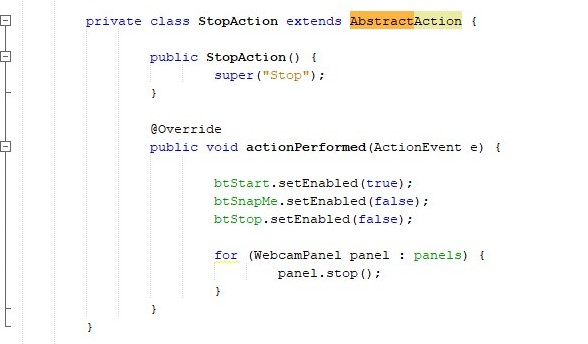 private class StopAction extends AbstractAction {
public StopAction() {
super("Stop");
}
@Override
public void actionPerformed(ActionEvent e) {
btStart.setEnabled(true);
btSnapMe.setEnabled(false);
btStop.setEnabled(false);
for (WebcamPanel panel : panels) {
panel.stop();
}
}
}